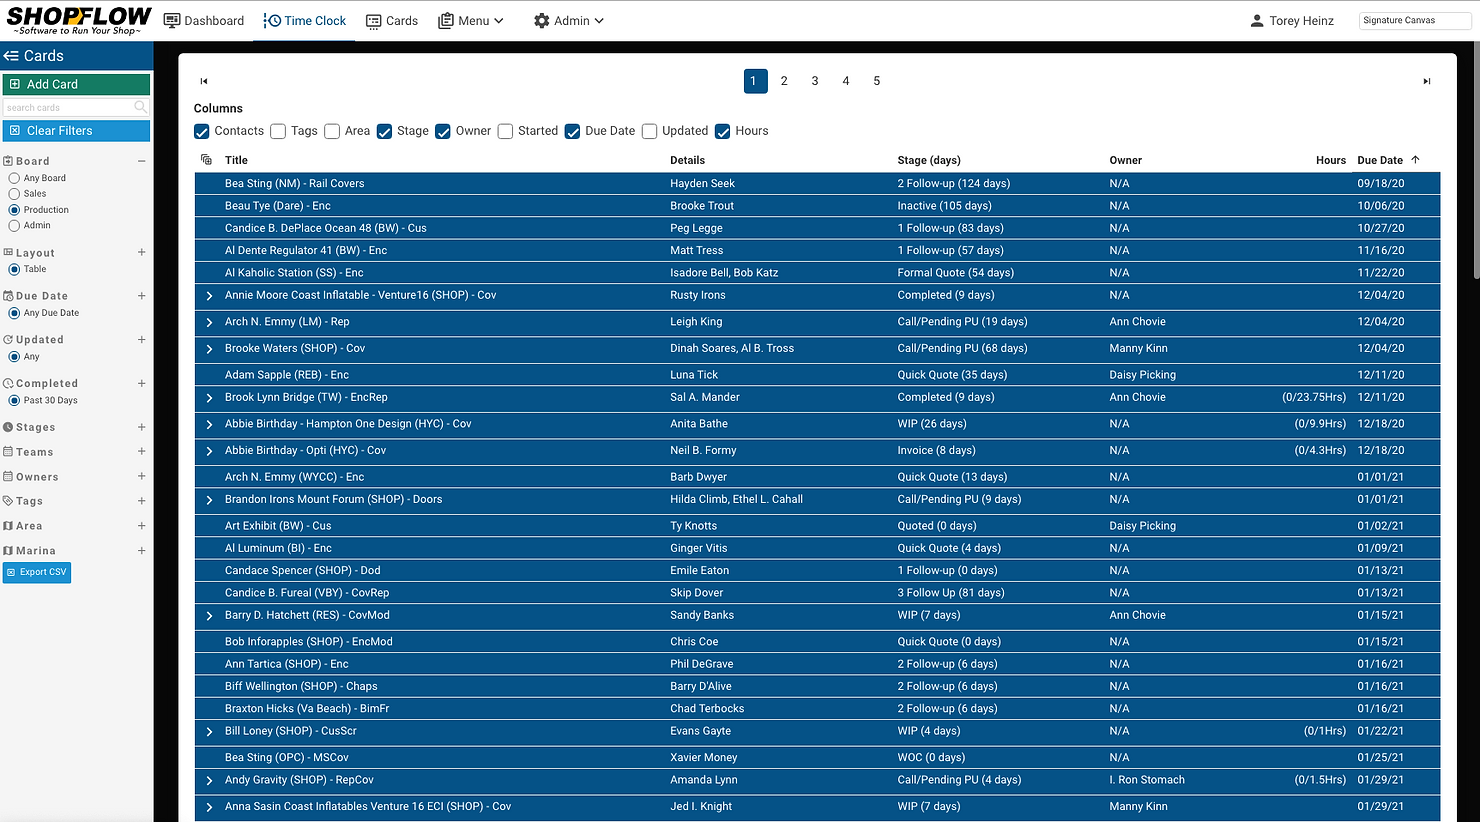 SHOPFLOW
~Software to Run Your Shop~
Dashboard Time Clock Cards Menu Admin Torey Heinz Signature Canvas
Cards
Add Card
search cards
Clear Filters
Board
Any Board
Sales
Production
Admin
Layout
Table
Due Date
Any Due Date
Updated
Any
Completed
Past 30 Days
Stages
Teams
Owners
Tags
Area
Marina
Export CSV
1 2 3 4 5
Columns
Contacts Tags Area Stage Owner Started Due Date Updated Hours
Title Details Stage (days) Owner Hours Due Date
Bea Sting (NM) - Rail Covers Hayden Seek 2 Follow-up (124 days) N/A 09/18/20
Beau Tye (Dare) - Enc Brooke Trout Inactive (105 days) N/A 10/06/20
Candice B. DePlace Ocean 48 (BW) - Cus Peg Legge 1 Follow-up (83 days) N/A 10/27/20
Al Dente Regulator 41 (BW) - Enc Matt Tress 1 Follow-up (57 days) N/A 11/16/20
Al Kaholic Station (SS) - Enc Isadore Bell, Bob Katz Formal Quote (54 days) N/A 11/22/20
Annie Moore Coast Inflatable - Venture16 (SHOP) - Cov Rusty Irons Completed (9 days) N/A 12/04/20
Arch N. Emmy (LM) - Rep Leigh King Call/Pending PU (19 days) Ann Chovie 12/04/20
Brooke Waters (SHOP) - Cov Dinah Soares, Al B. Tross Call/Pending PU (68 days) Manny Kinn 12/04/20
Adam Sapple (REB) - Enc Luna Tick Quick Quote (35 days) Daisy Picking 12/11/20
Brook Lynn Bridge (TW) - EncRep Sal A. Mander Completed (9 days) Ann Chovie (0/23.75Hrs) 12/11/20
Abbie Birthday - Hampton One Design (HYC) - Cov Anita Bathe WIP (26 days) N/A (0/9.9Hrs) 12/18/20
Abbie Birthday - Opti (HYC) - Cov Neil B. Formy Invoice (8 days) N/A (0/4.3Hrs) 12/18/20
Arch N. Emmy (WYCC) - Enc Barb Dwyer Quick Quote (13 days) N/A 01/01/21
Brandon Irons Mount Forum (SHOP) - Doors Hilda Climb, Ethel L. Cahall Call/Pending PU (9 days) N/A 01/01/21
Art Exhibit (BW) - Cus Ty Knotts Quoted (0 days) Daisy Picking 01/02/21
Al Luminum (BI) - Enc Ginger Vitis Quick Quote (4 days) N/A 01/09/21
Candace Spencer (SHOP) - Dod Emile Eaton 1 Follow-up (0 days) N/A 01/13/21
Candice B. Fureal (VBY) - CovRep Skip Dover 3 Follow Up (81 days) N/A 01/13/21
Barry D. Hatchett (RES) - CovMod Sandy Banks WIP (7 days) Ann Chovie 01/15/21
Bob Inforapples (SHOP) - EncMod Chris Coe Quick Quote (0 days) N/A 01/15/21
Ann Tartica (SHOP) - Enc Phil DeGrave 2 Follow-up (6 days) N/A 01/16/21
Biff Wellington (SHOP) - Chaps Barry D'Alive 2 Follow-up (6 days) N/A 01/16/21
Braxton Hicks (Va Beach) - BimFr Chad Terbocks 2 Follow-up (6 days) N/A 01/16/21
Bill Loney (SHOP) - CusScr Evans Gayte WIP (4 days) N/A (0/1Hrs) 01/22/21
Bea Sting (OPC) - MSCov Xavier Money WOC (0 days) N/A 01/25/21
Andy Gravity (SHOP) - RepCov Amanda Lynn Call/Pending PU (4 days) I. Ron Stomach (0/1.5Hrs) 01/29/21
Anna Sasin Coast Inflatables Venture 16 ECI (SHOP) - Cov Jed I. Knight WIP (7 days) Manny Kinn 01/29/21